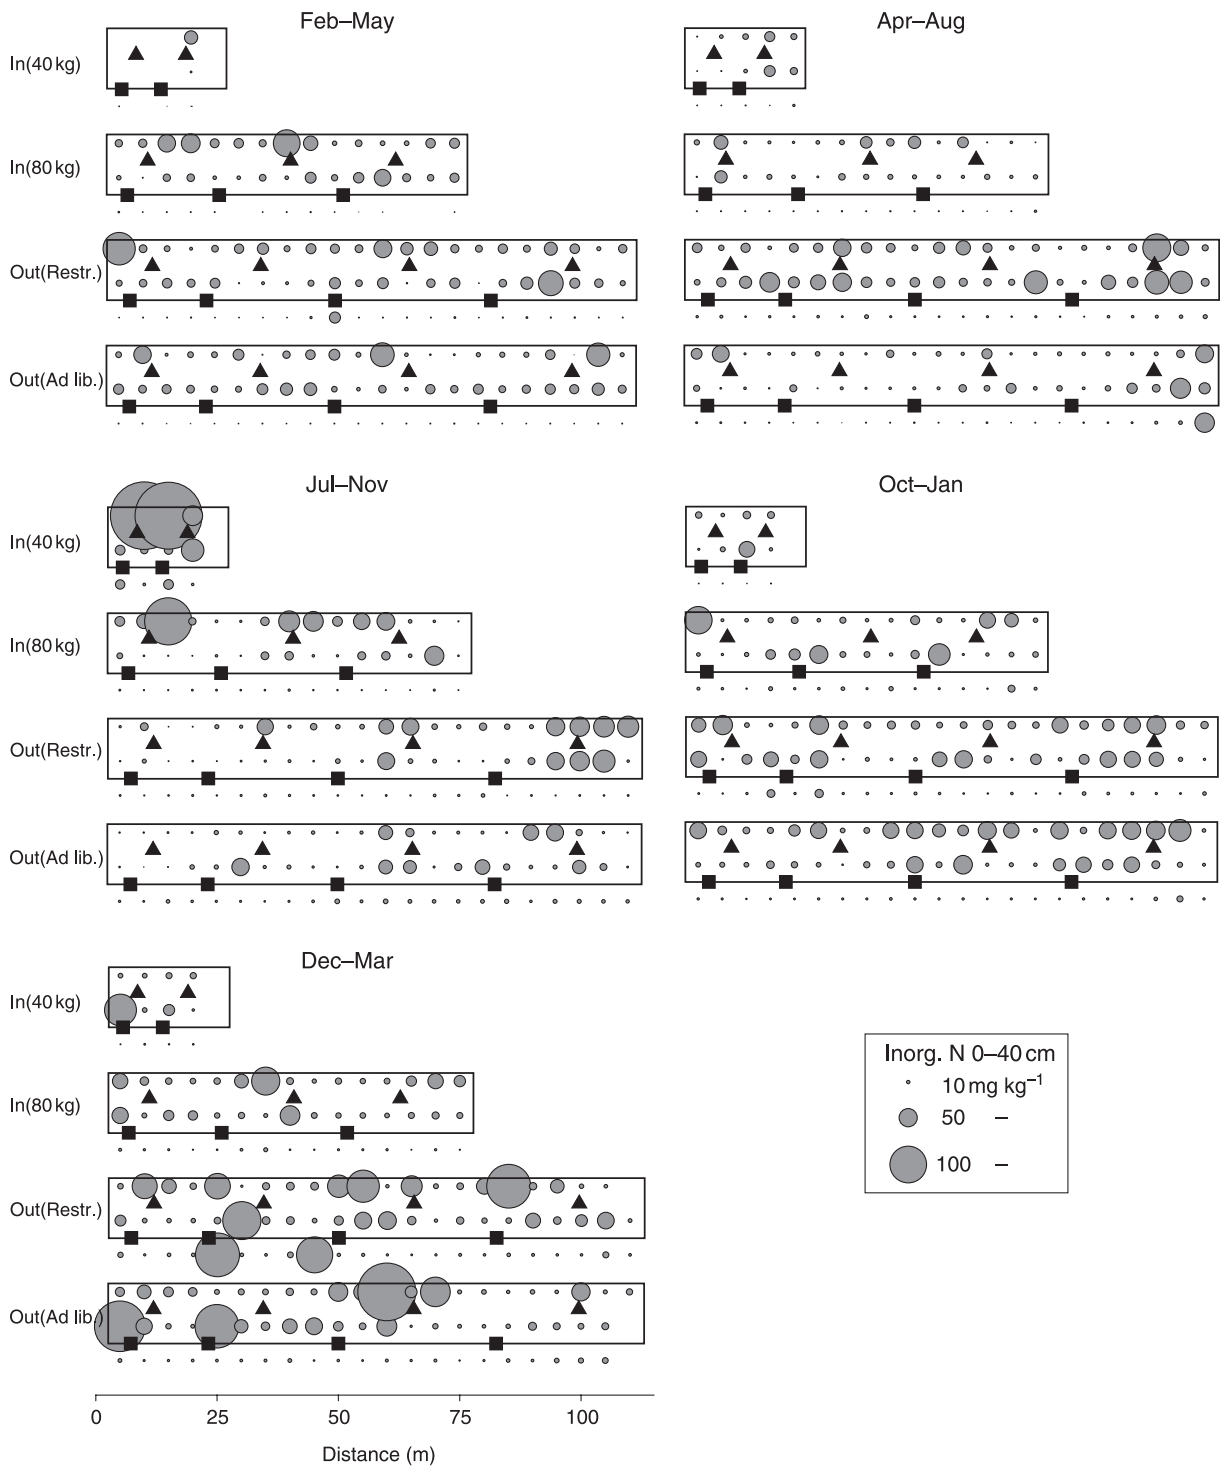 Feb–May
Apr–Aug
In(40 kg)
In(80 kg)
Out(Restr.)
Out(Ad lib.)
Jul–Nov
Oct–Jan
In(40 kg)
In(80 kg)
Out(Restr.)
Out(Ad lib.)
Dec–Mar
In(40 kg)
In(80 kg)
Out(Restr.)
Out(Ad lib.)
Inorg. N 0–40 cm
10 mg kg⁻¹
50 –
100 –
0 25 50 75 100
Distance (m)